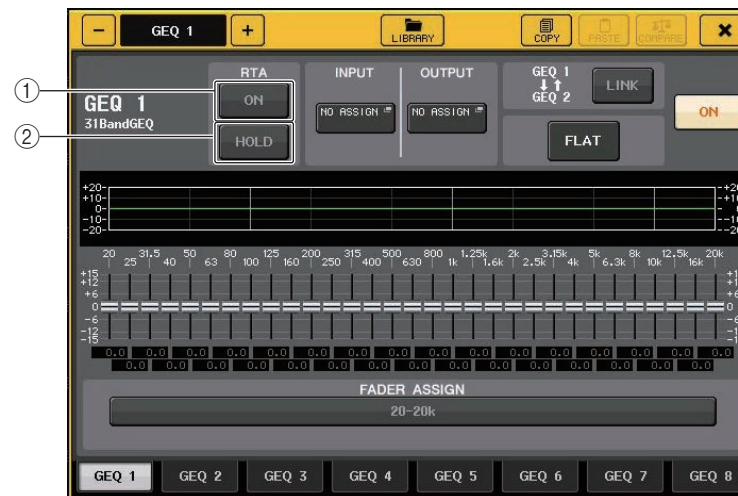 − GEQ 1 + LIBRARY COPY PASTE COMPARE ×
① ②
GEQ 1
31BandGEQ
RTA
ON
HOLD
INPUT
NO ASSIGN
OUTPUT
NO ASSIGN
GEQ 1
↓↑
GEQ 2
LINK
FLAT
ON
+20
+10
0
-10
-20
20 31.5 50 80 125 200 315 500 800 1.25k 2k 3.15k 5k 8k 12.5k 20k
25 40 63 100 160 250 400 630 1k 1.6k 2.5k 4k 6.3k 10k 16k
+15
+12
+6
0
-6
-12
-15
0.0 0.0 0.0 0.0 0.0 0.0 0.0 0.0 0.0 0.0 0.0 0.0 0.0 0.0 0.0 0.0
0.0 0.0 0.0 0.0 0.0 0.0 0.0 0.0 0.0 0.0 0.0 0.0 0.0 0.0 0.0
FADER ASSIGN
20-20k
GEQ 1 GEQ 2 GEQ 3 GEQ 4 GEQ 5 GEQ 6 GEQ 7 GEQ 8